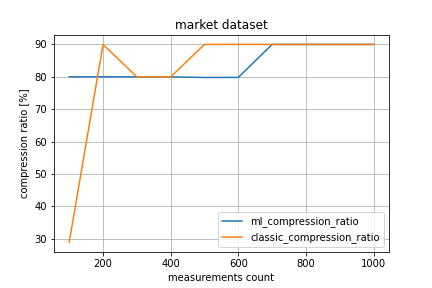 market dataset
compression ratio [%]
90
80
70
60
50
40
30
200
400
600
800
1000
measurements count
ml_compression_ratio
classic_compression_ratio